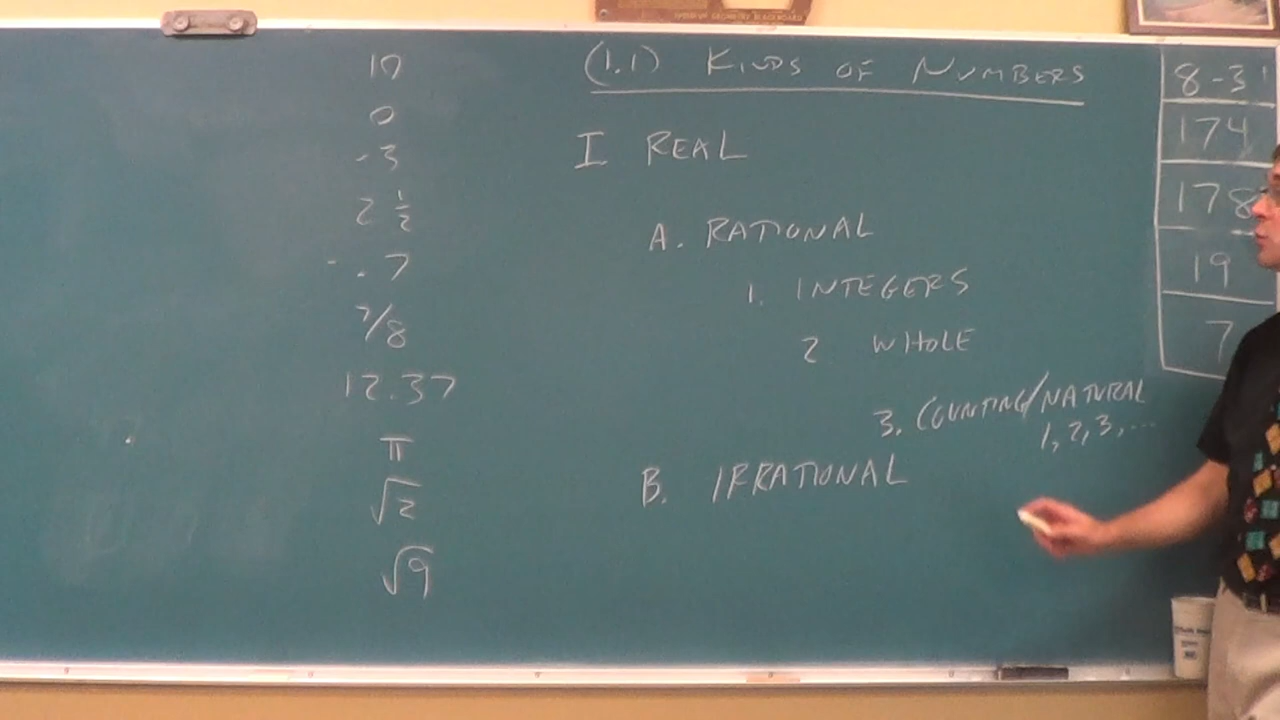 10
0
-3
2 1/2
-.7
7/8
12.37
π
√2
√9
(1.1) KINDS OF NUMBERS
I REAL
A. RATIONAL
1. INTEGERS
2 WHOLE
3. COUNTING/NATURAL
1, 2, 3, ...
B. IRRATIONAL
8-31
174
178
19
7